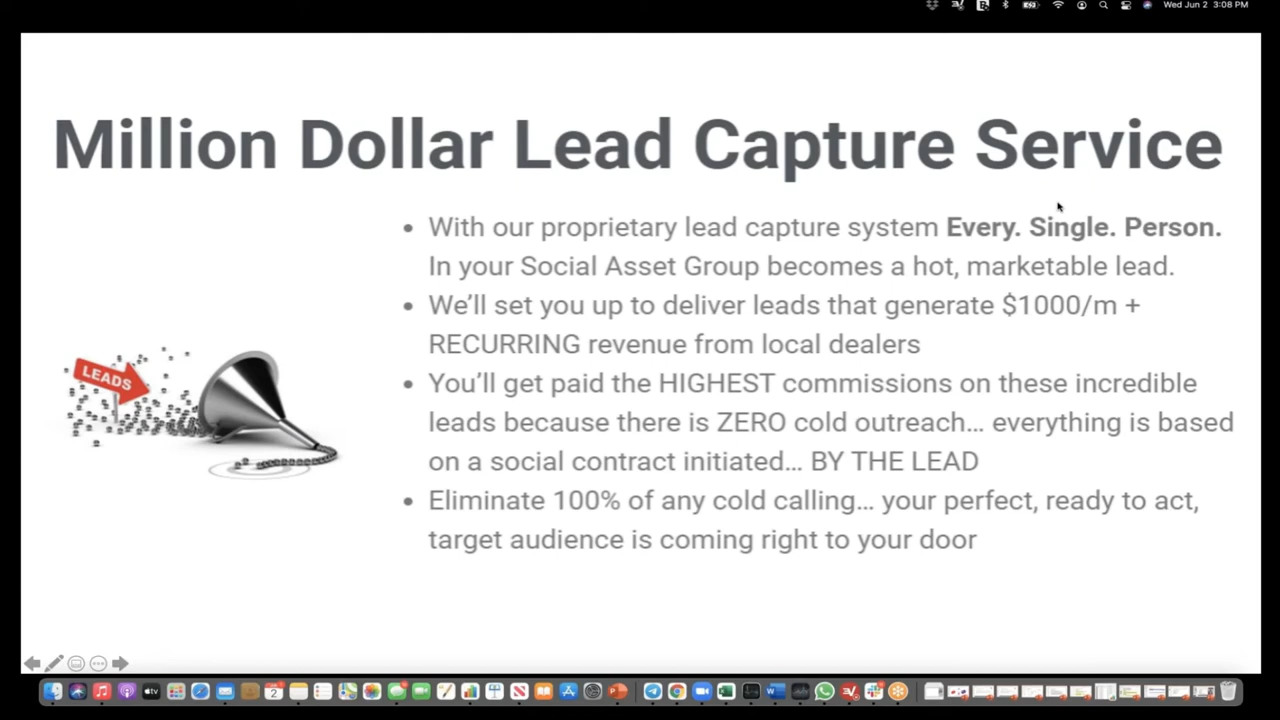 Wed Jun 2 3:08 PM
Million Dollar Lead Capture Service
• With our proprietary lead capture system Every. Single. Person.
In your Social Asset Group becomes a hot, marketable lead.
• We’ll set you up to deliver leads that generate $1000/m +
RECURRING revenue from local dealers
• You’ll get paid the HIGHEST commissions on these incredible
leads because there is ZERO cold outreach... everything is based
on a social contract initiated... BY THE LEAD
• Eliminate 100% of any cold calling... your perfect, ready to act,
target audience is coming right to your door
LEADS